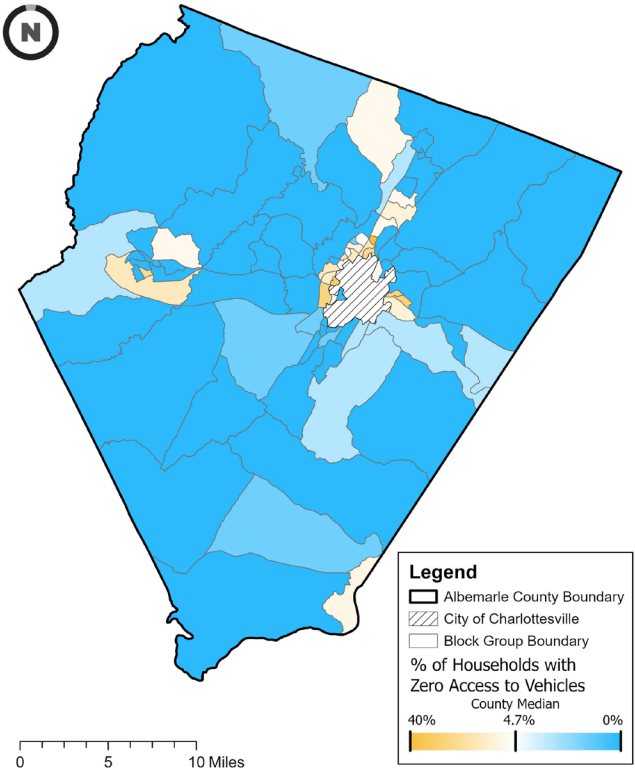 N
Legend
Albemarle County Boundary
City of Charlottesville
Block Group Boundary
% of Households with
Zero Access to Vehicles
County Median
40% 4.7% 0%
0 5 10 Miles